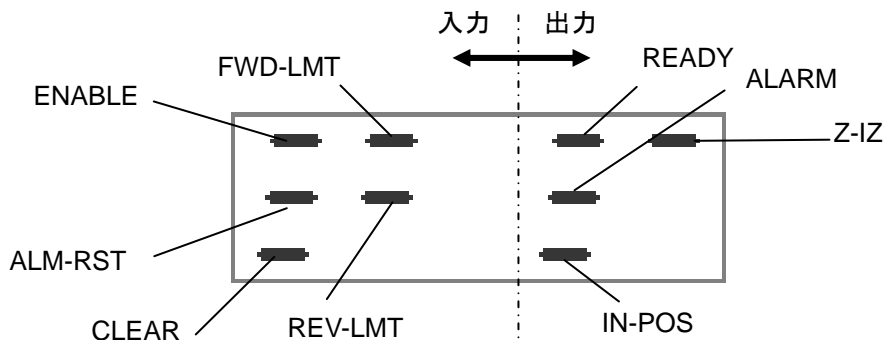 入力
出力
FWD-LMT
READY
ALARM
ENABLE
Z-IZ
ALM-RST
CLEAR
REV-LMT
IN-POS